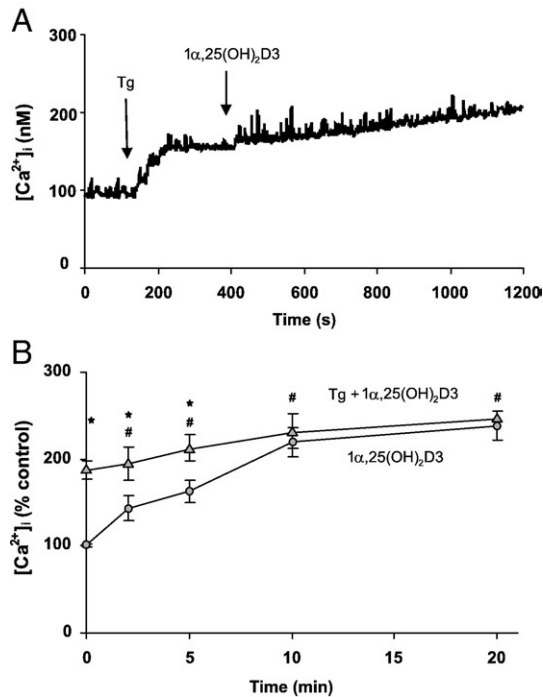 A
1α,25(OH)₂D3
Tg
300
200
100
0
[Ca²⁺]ᵢ (nM)
0 200 400 600 800 1000 1200
Time (s)
B
300
200
100
0
[Ca²⁺]ᵢ (% control)
* * * # #
# #
Tg + 1α,25(OH)₂D3
1α,25(OH)₂D3
0 5 10 15 20
Time (min)